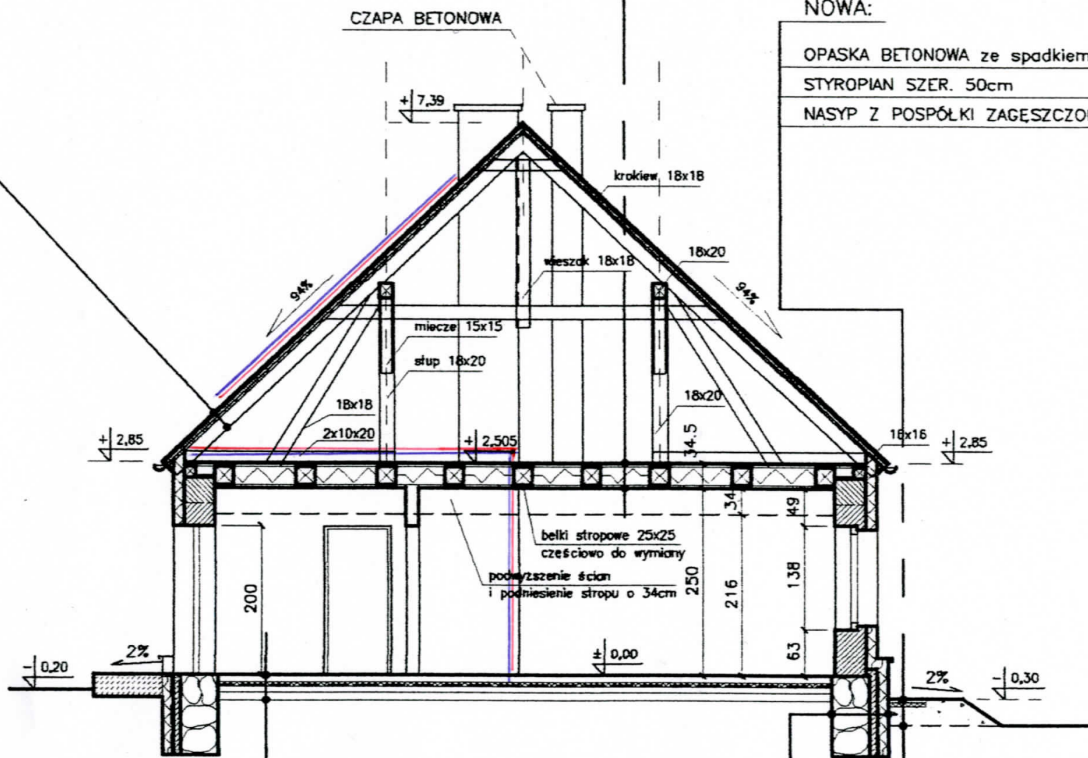 CZAPA BETONOWA
NOWA:
OPASKA BETONOWA ze spadkiem
STYROPIAN SZER. 50cm
NASYP Z POSPÓŁKI
+ 7,39
krokiew 18x18
wieszak 18x18
18x20
94%
94%
miecze 15x15
słup 18x20
18x18
18x20
2x10x20
+ 2,85
+ 2,505
34.5
16x16
+ 2,85
belki stropowe 25x25
częściowo do wymiany
podwyższenie ścian
i podniesienie stropu o 34cm
200
250
34
216
49
138
63
± 0,00
2%
- 0,20
2%
- 0,30